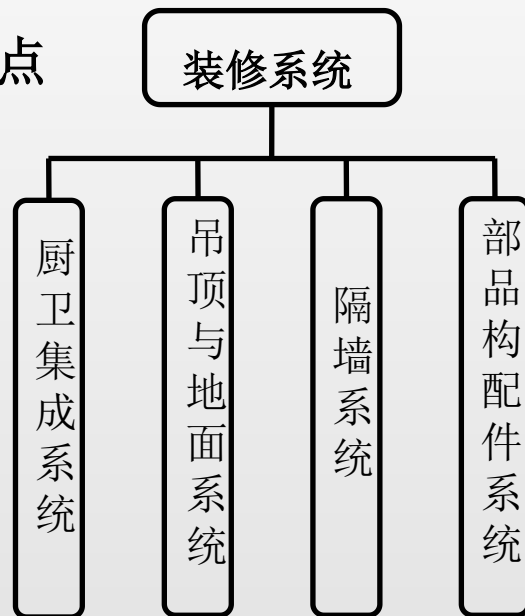 点
装修系统
厨卫集成系统
吊顶与地面系统
隔墙系统
部品构配件系统